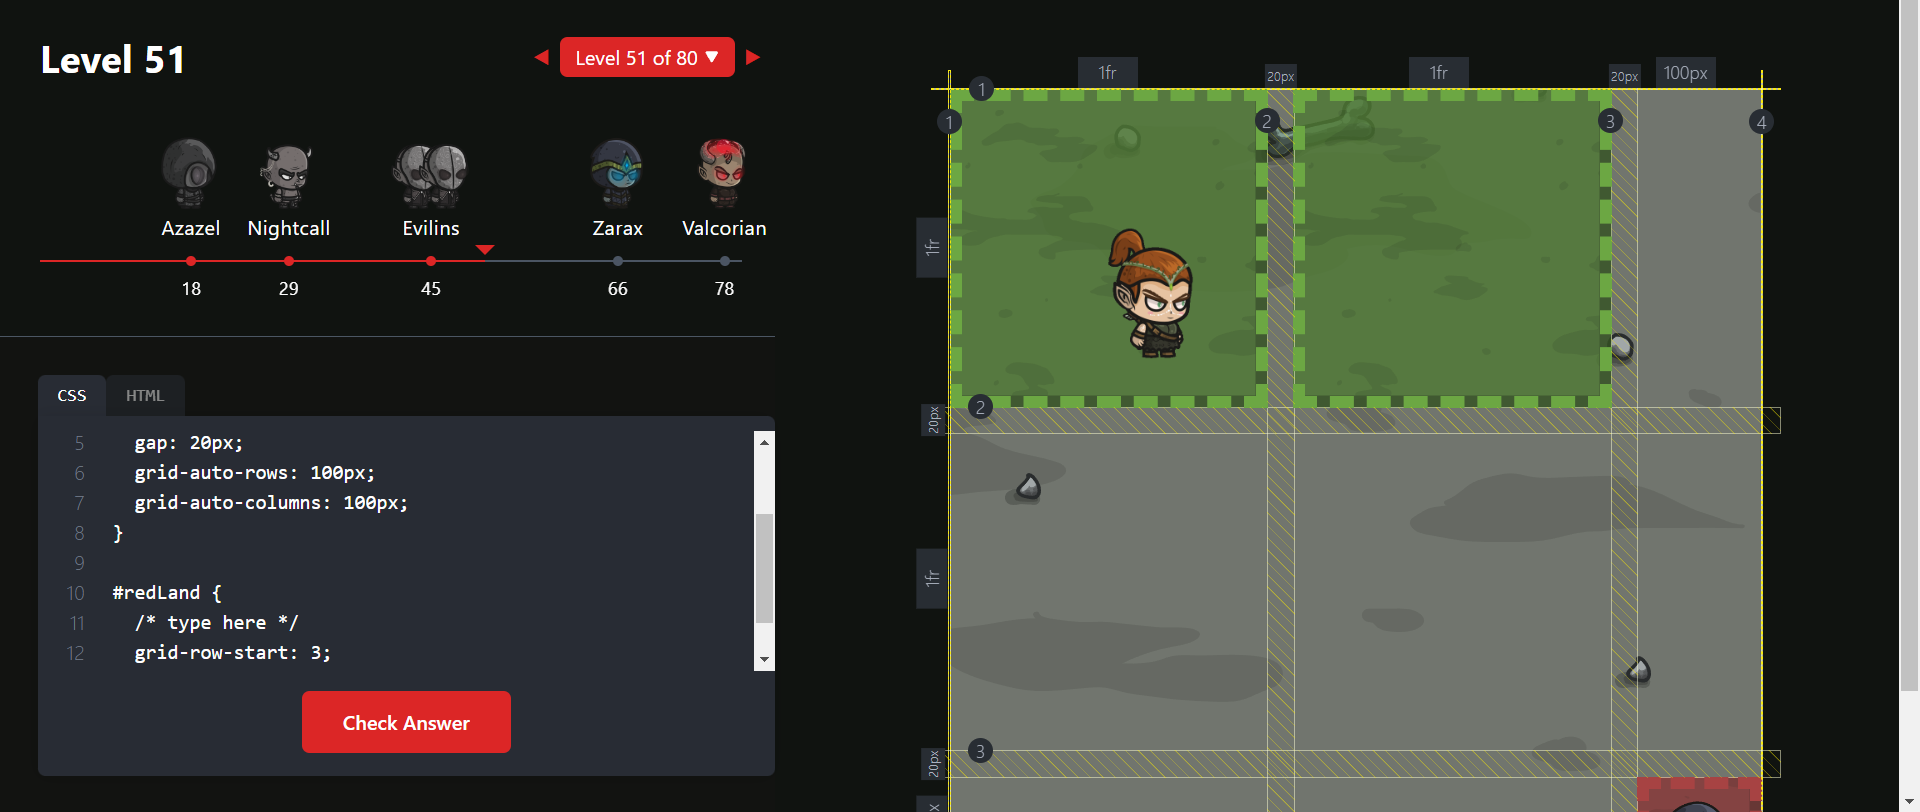 Level 51
Level 51 of 80 ▼
Azazel
Nightcall
Evilins
Zarax
Valcorian
18
29
45
66
78
CSS
HTML
5 gap: 20px;
6 grid-auto-rows: 100px;
7 grid-auto-columns: 100px;
8 }
9
10 #redLand {
11 /* type here */
12 grid-row-start: 3;
Check Answer
1fr
20px
1fr
20px
100px
1
1
2
3
4
1fr
2
20px
1fr
3
20px